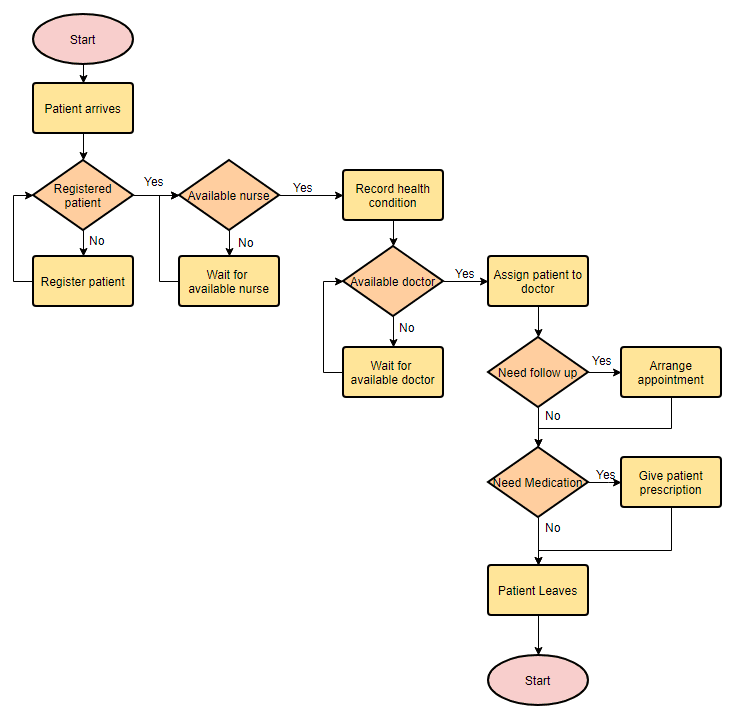 Start
Patient arrives
Registered
patient
Yes
No
Register patient
Available nurse
Yes
No
Wait for
available nurse
Record health
condition
Available doctor
Yes
No
Wait for
available doctor
Assign patient to
doctor
Need follow up
Yes
Arrange
appointment
No
Need Medication
Yes
Give patient
prescription
No
Patient Leaves
Start